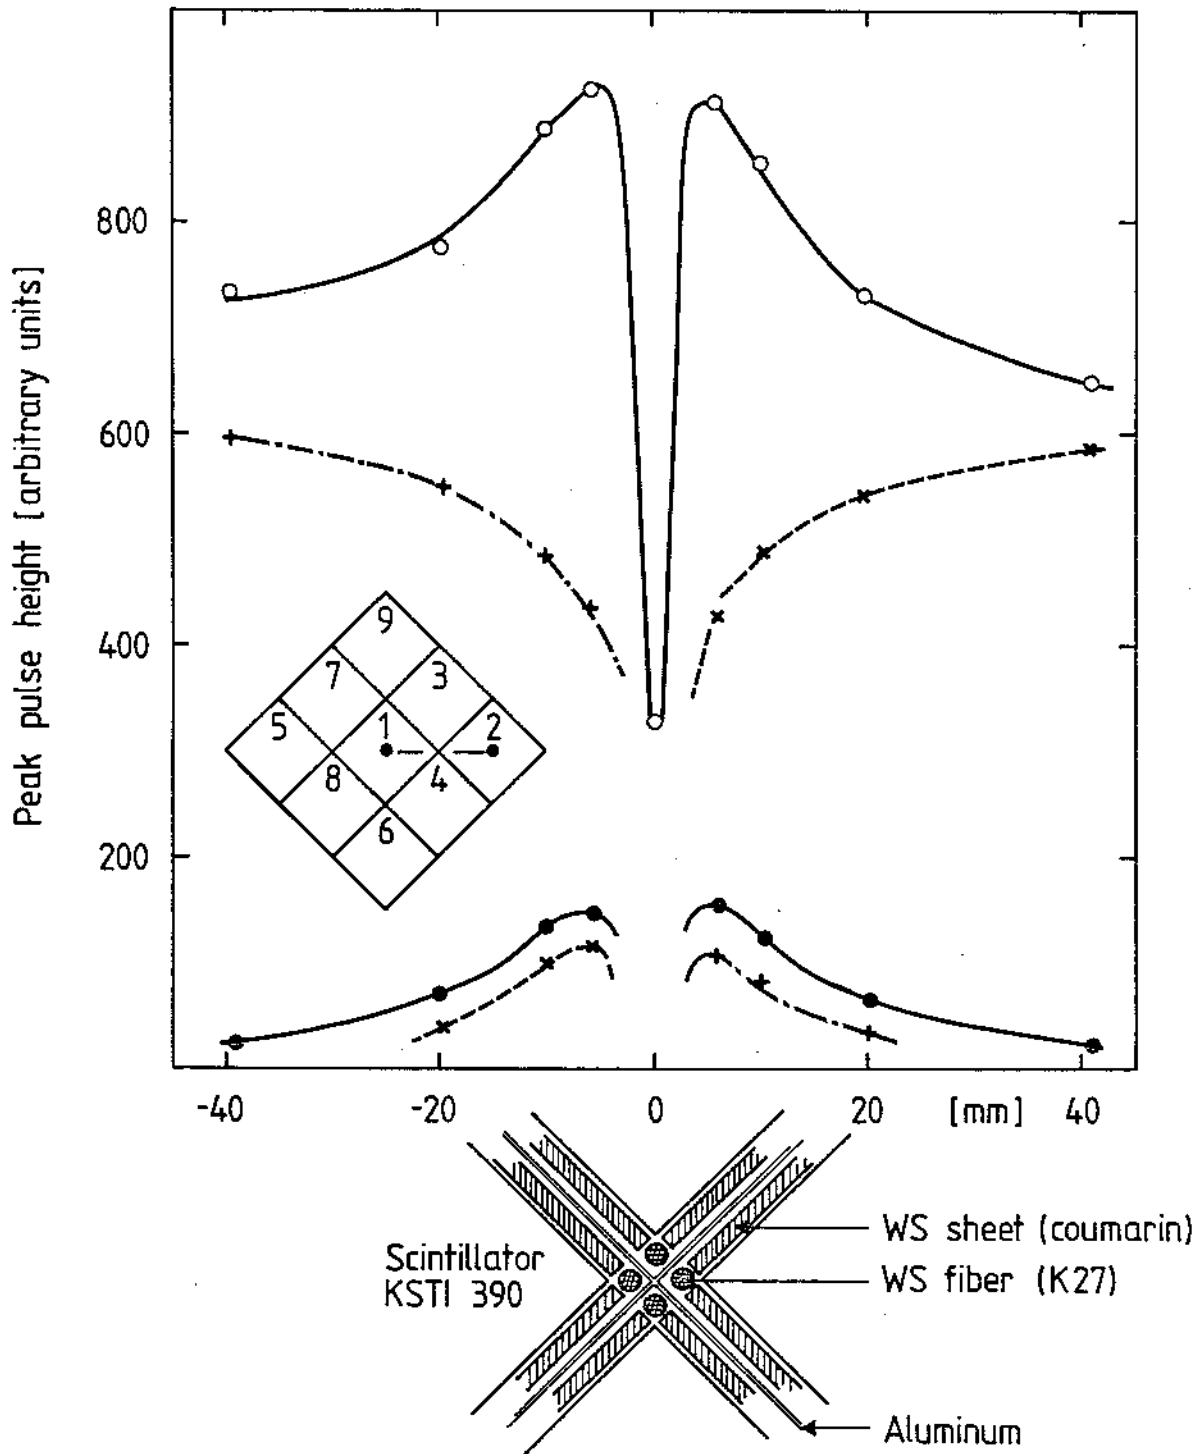 Peak pulse height [arbitrary units]
800
600
400
200
9
7
3
5
1
2
8
4
6
-40
-20
0
20
[mm]
40
Scintillator
KSTI 390
WS sheet (coumarin)
WS fiber (K27)
Aluminum